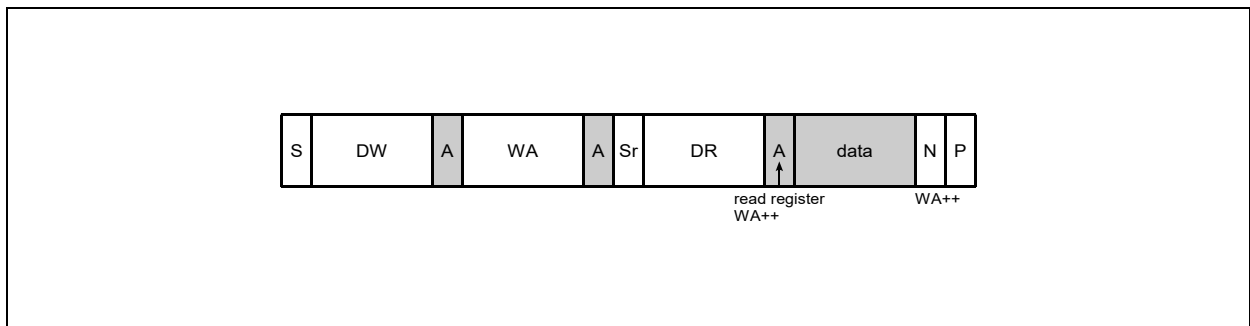 S DW A WA A Sr DR A data N P
read register WA++
WA++